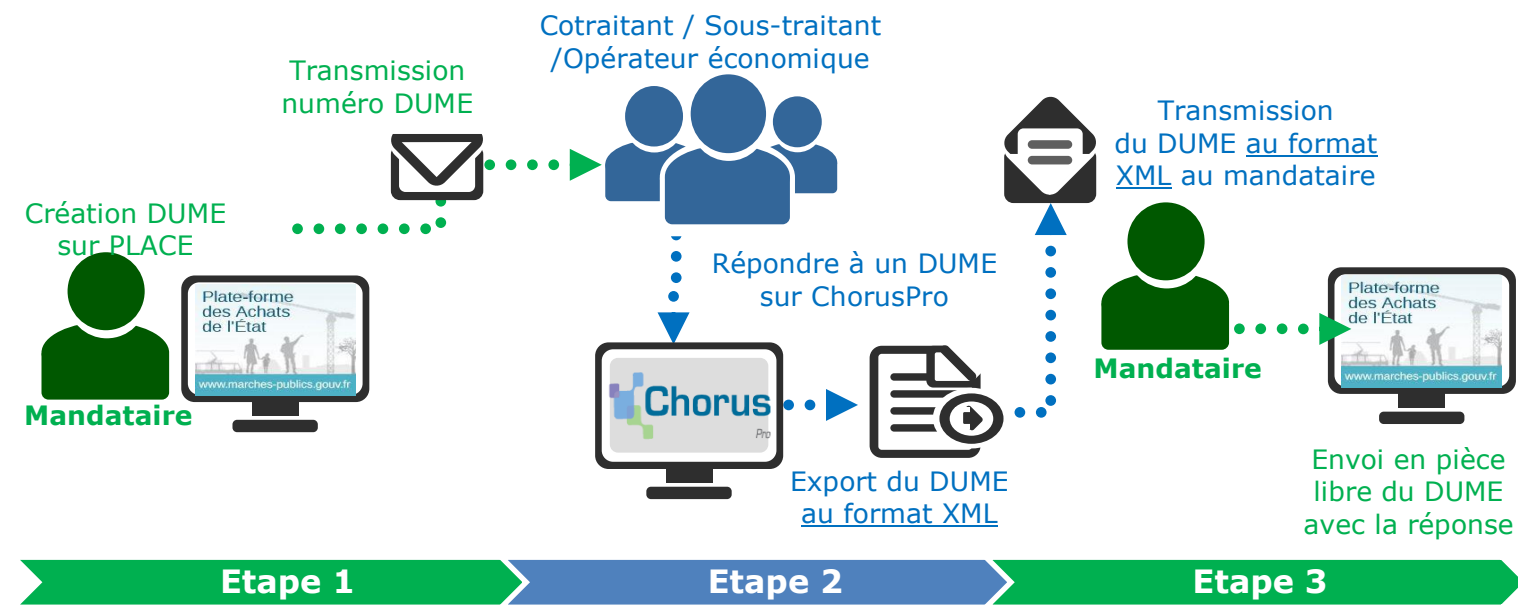 Cotraitant / Sous-traitant
/Opérateur économique
Transmission
numéro DUME
Création DUME
sur PLACE
Plate-forme
des Achats
de l'État
www.marches-publics.gouv.fr
Mandataire
Répondre à un DUME
sur ChorusPro
Chorus
Pro
Export du DUME
au format XML
Transmission
du DUME au format
XML au mandataire
Mandataire
Plate-forme
des Achats
de l'État
www.marches-publics.gouv.fr
Envoi en pièce
libre du DUME
avec la réponse
Etape 1
Etape 2
Etape 3